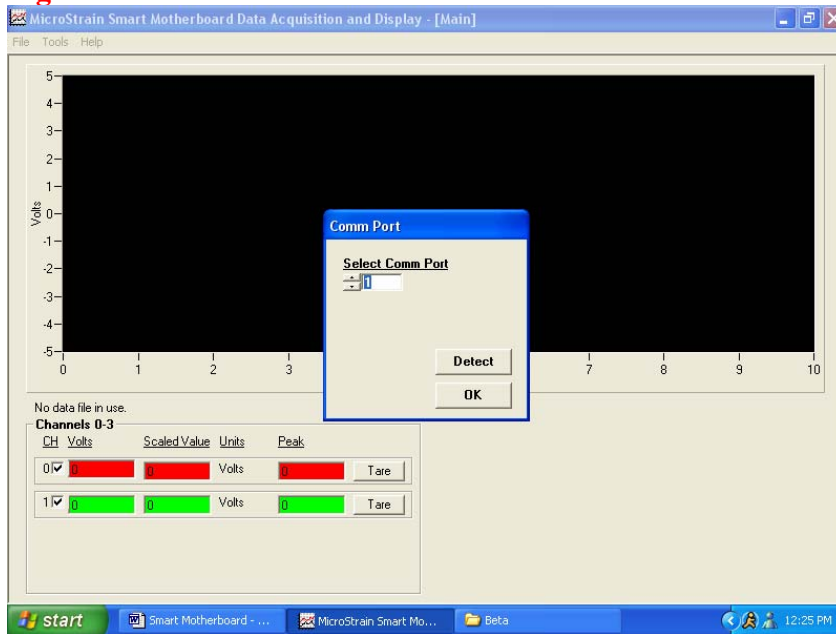 MicroStrain Smart Motherboard Data Acquisition and Display - [Main]
File Tools Help
5
4
3
2
1
0
-1
-2
-3
-4
-5
Volts
0 1 2 3 7 8 9 10
Comm Port
Select Comm Port
1
Detect
OK
No data file in use.
Channels 0-3
CH Volts Scaled Value Units Peak
0 0 0 Volts 0 Tare
1 0 0 Volts 0 Tare
start Smart Motherboard - ... MicroStrain Smart Mo... Beta 12:25 PM